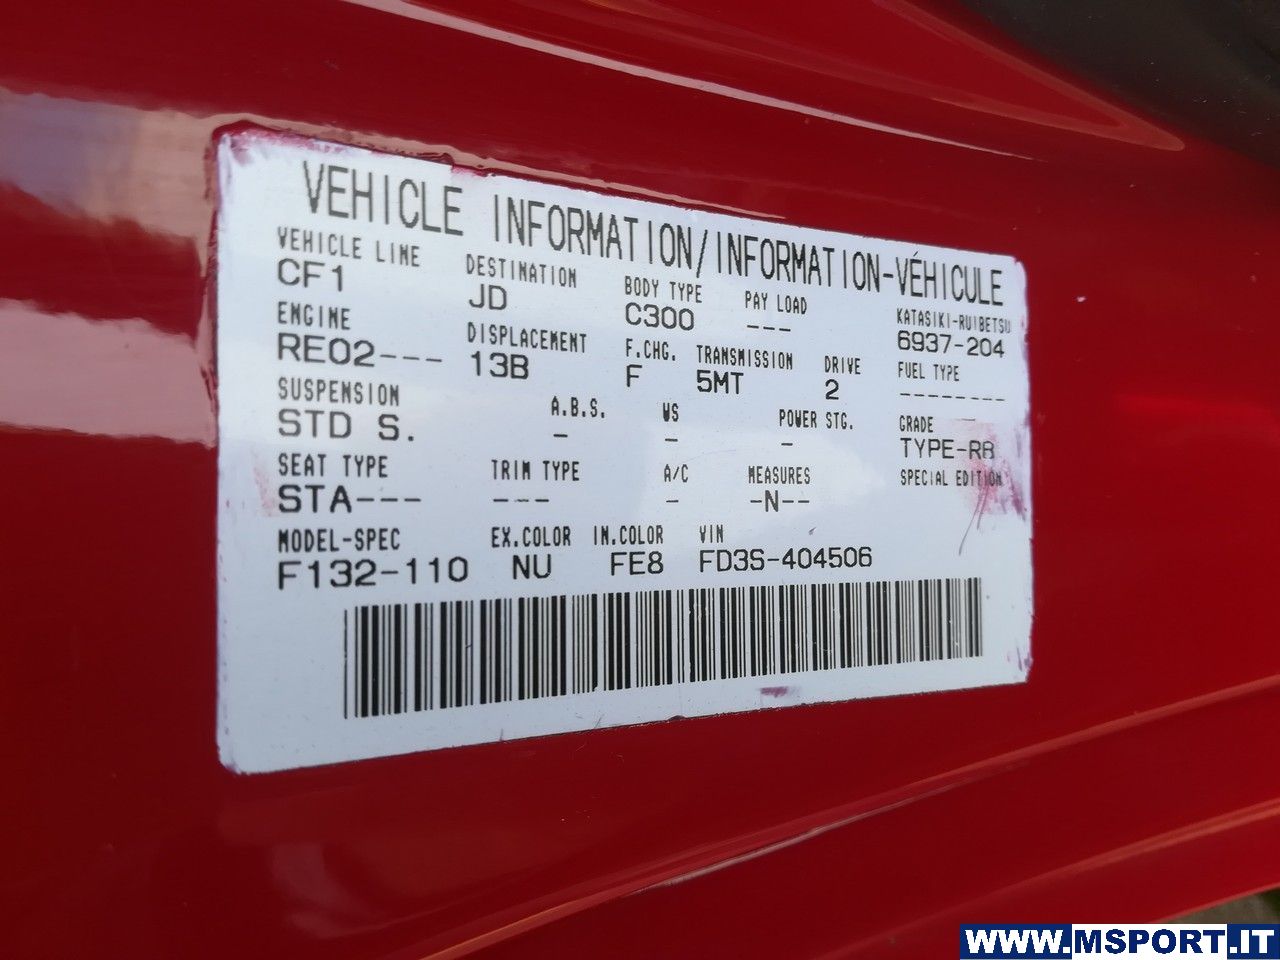 VEHICLE INFORMATION/INFORMATION-VÉHICULE
VEHICLE LINE DESTINATION BODY TYPE PAY LOAD KATASIKI-RUIBETSU
CF1 JD C300 --- 6937-204
ENGINE DISPLACEMENT F.CHG. TRANSMISSION DRIVE FUEL TYPE
RE02--- 13B F 5MT 2 --------
SUSPENSION A.B.S. WS POWER STG. GRADE
STD S. - - - TYPE-RB
SEAT TYPE TRIM TYPE A/C MEASURES SPECIAL EDITION
STA--- --- - -N--
MODEL-SPEC EX.COLOR IN.COLOR VIN
F132-110 NU FE8 FD3S-404506
WWW.MSPORT.IT